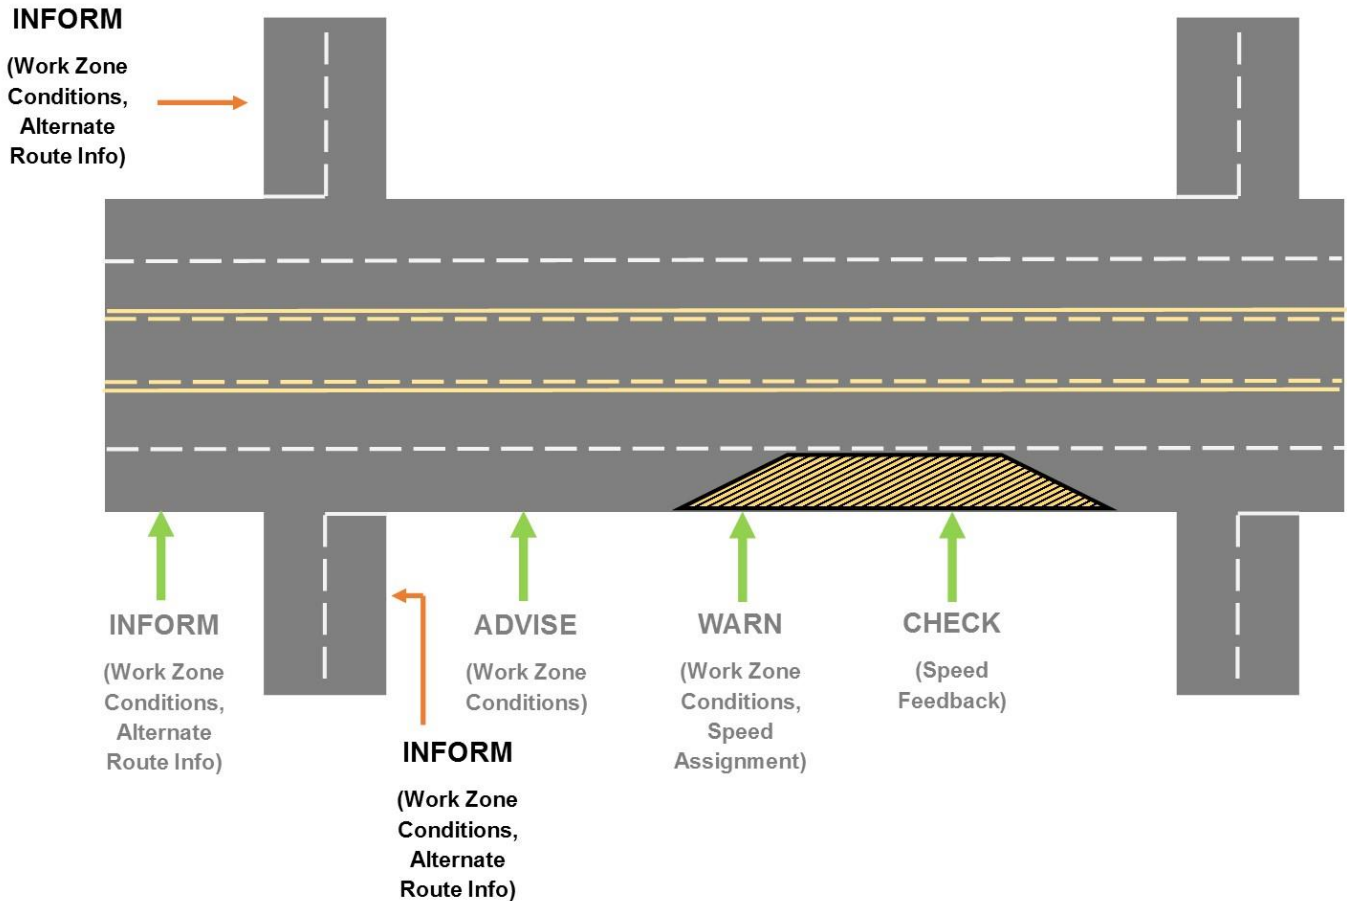 INFORM
(Work Zone
Conditions,
Alternate
Route Info)
INFORM
(Work Zone
Conditions,
Alternate
Route Info)
INFORM
(Work Zone
Conditions,
Alternate
Route Info)
ADVISE
(Work Zone
Conditions)
WARN
(Work Zone
Conditions,
Speed
Assignment)
CHECK
(Speed
Feedback)